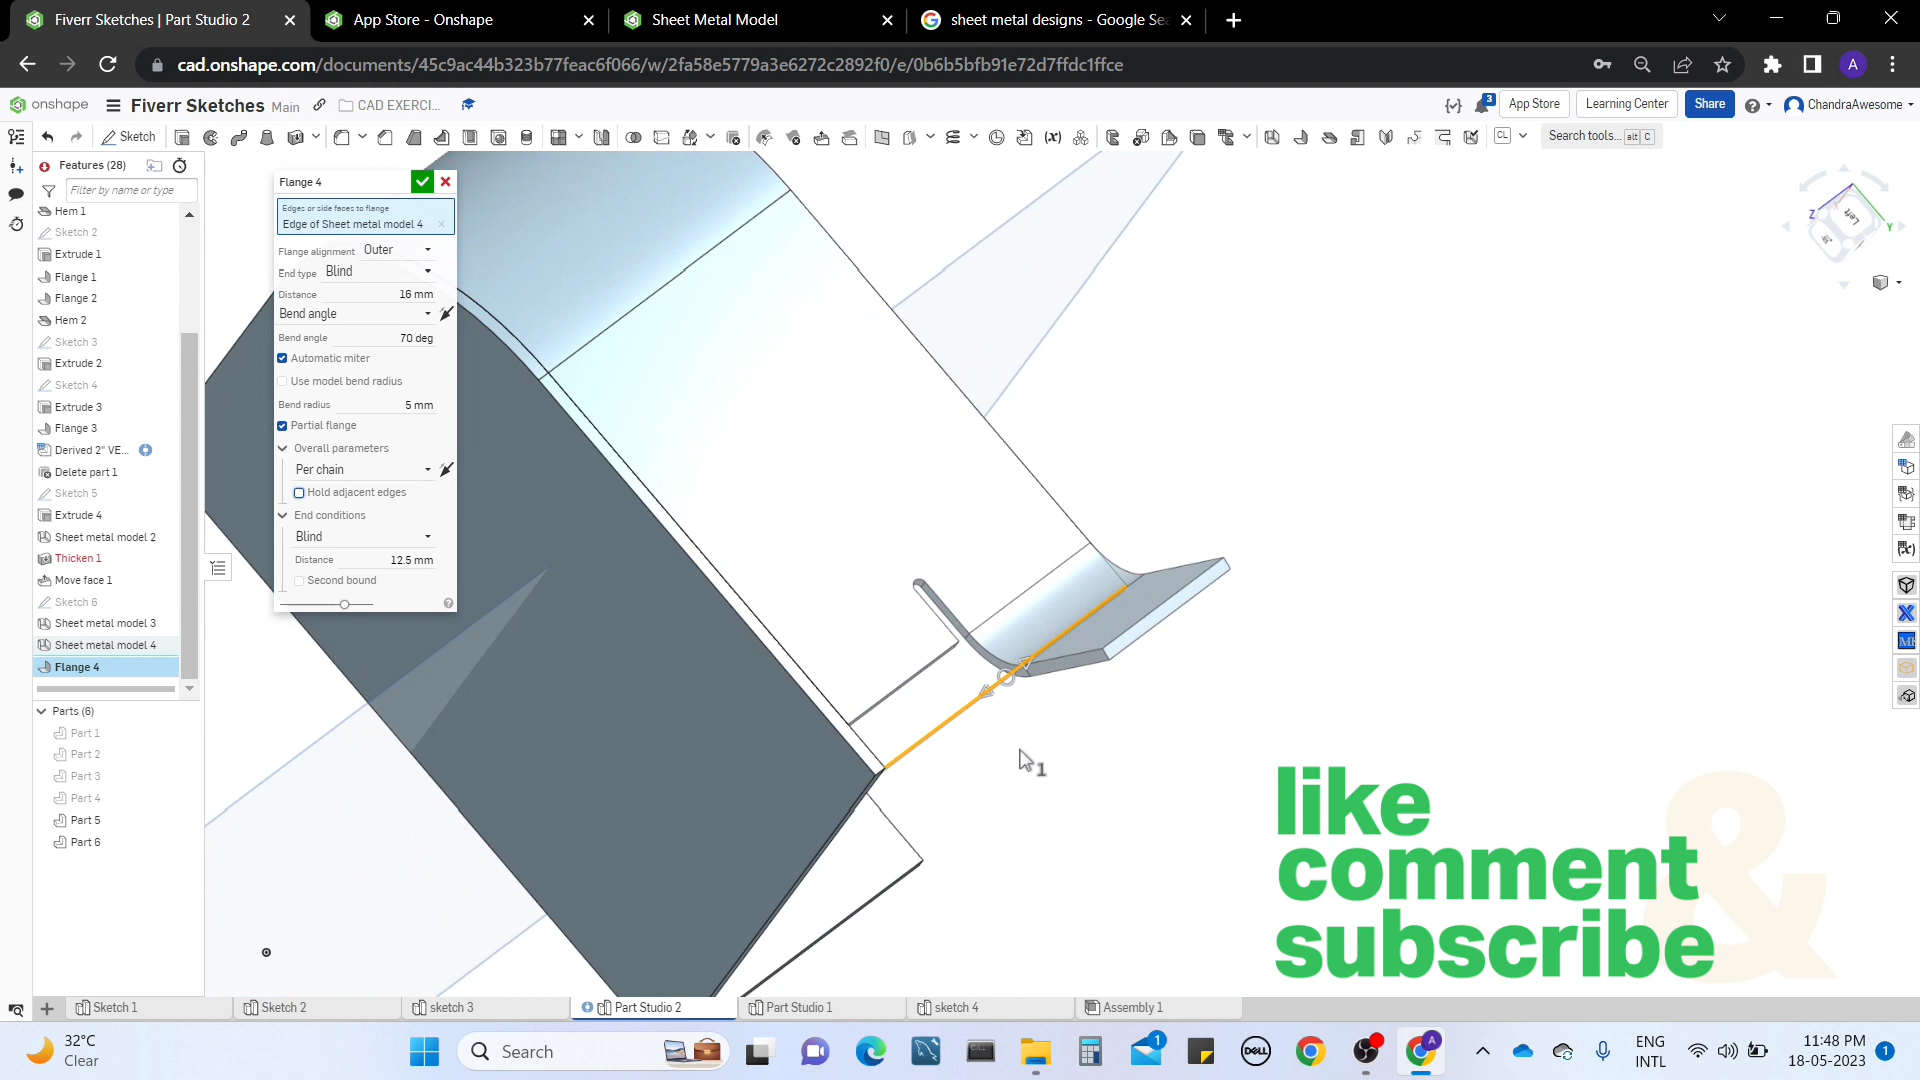 Fiverr Sketches | Part Studio 2
App Store - Onshape
Sheet Metal Model
sheet metal designs - Google Sea
cad.onshape.com/documents/45c9ac44b323b77feac6f066/w/2fa58e5779a3e6272c2892f0/e/0b6b5bfb91e72d7ffdc1ffce
A
onshape
Fiverr Sketches Main
CAD EXERCI...
3
App Store
Learning Center
Share
ChandraAwesome
Sketch
CL
Search tools... alt C
Features (28)
Filter by name or type
Hem 1
Sketch 2
Extrude 1
Flange 1
Flange 2
Hem 2
Sketch 3
Extrude 2
Sketch 4
Extrude 3
Flange 3
Derived 2" VE...
Delete part 1
Sketch 5
Extrude 4
Sheet metal model 2
Thicken 1
Move face 1
Sketch 6
Sheet metal model 3
Sheet metal model 4
Flange 4
Parts (6)
Part 1
Part 2
Part 3
Part 4
Part 5
Part 6
Flange 4
Edges or side faces to flange
Edge of Sheet metal model 4
Flange alignment Outer
End type Blind
Distance 16 mm
Bend angle
Bend angle 70 deg
Automatic miter
Use model bend radius
Bend radius 5 mm
Partial flange
Overall parameters
Per chain
Hold adjacent edges
End conditions
Blind
Distance 12.5 mm
Second bound
Left
Z
Y
1
like
comment
subscribe
&
Sketch 1
Sketch 2
sketch 3
Part Studio 2
Part Studio 1
sketch 4
Assembly 1
32°C
Clear
Search
DELL
1
A
ENG
INTL
11:48 PM
18-05-2023
1